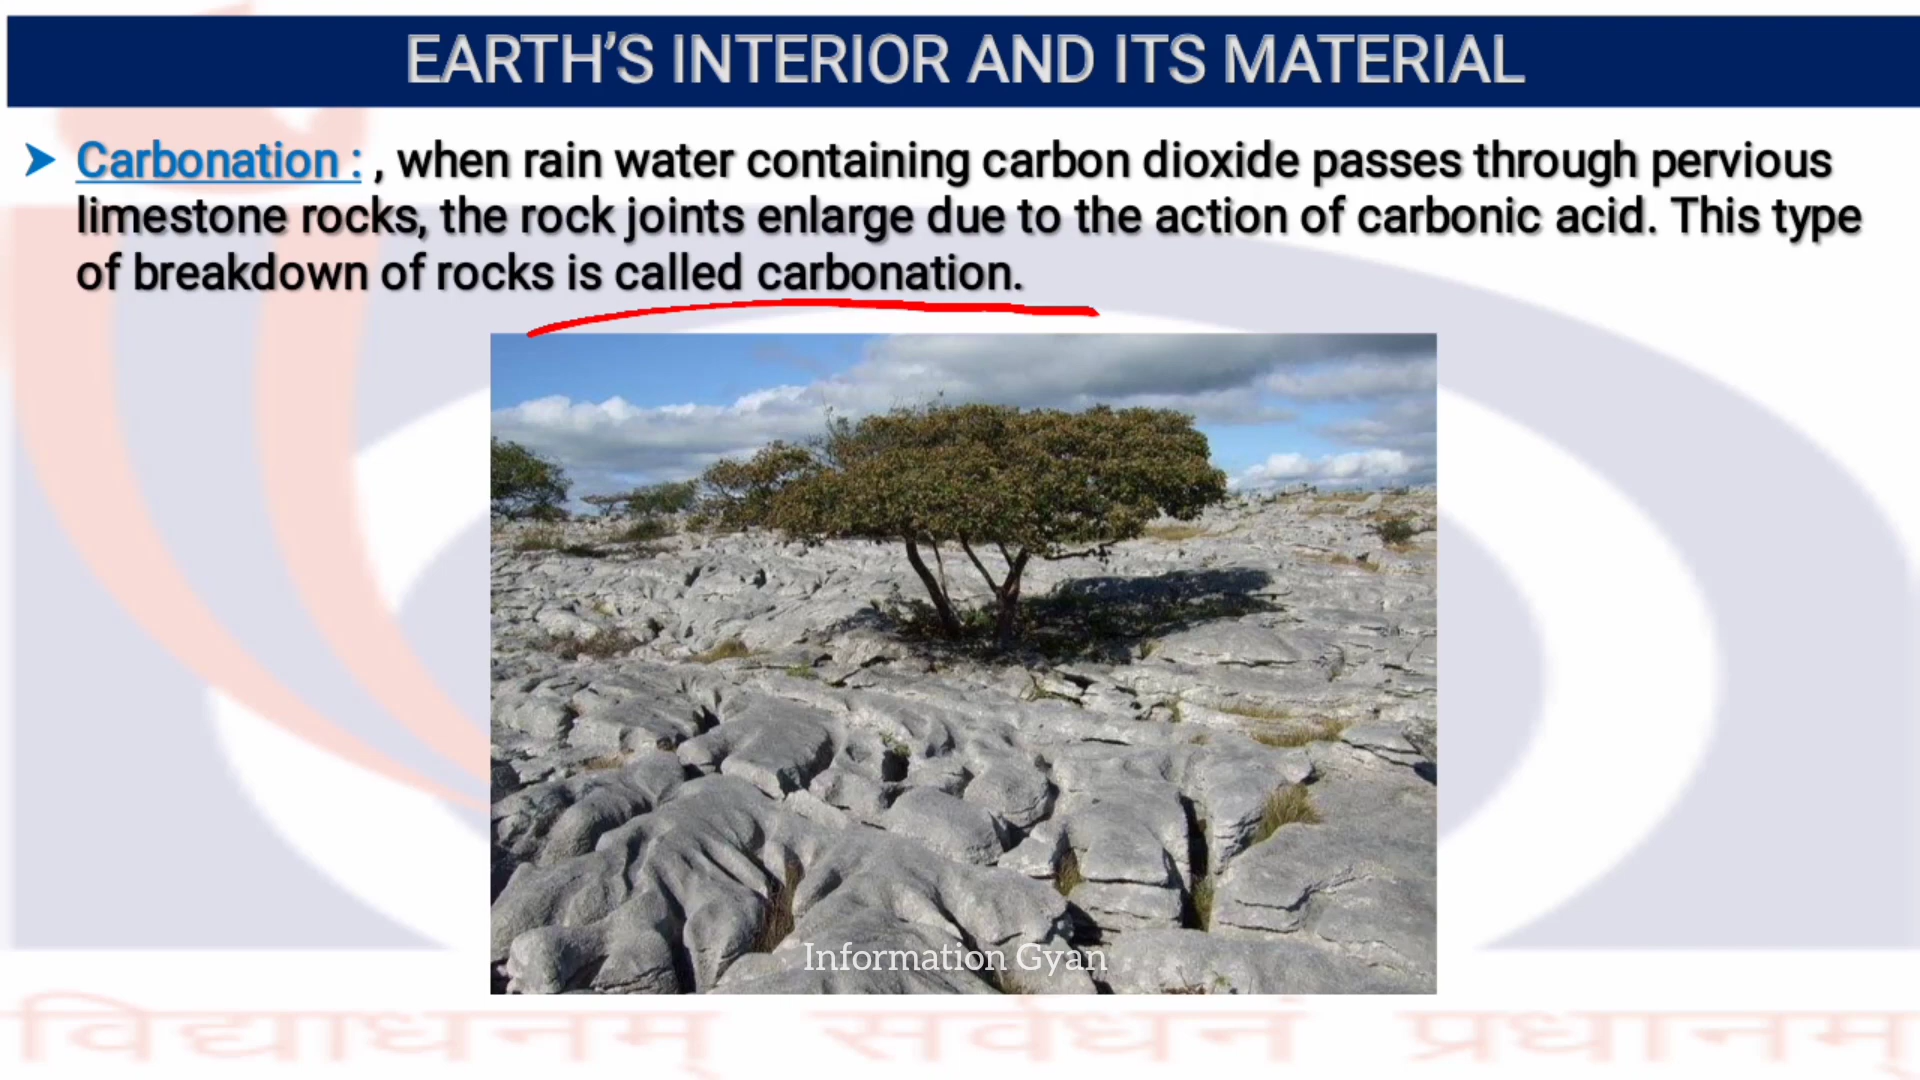 EARTH’S INTERIOR AND ITS MATERIAL
➤ Carbonation : , when rain water containing carbon dioxide passes through pervious
limestone rocks, the rock joints enlarge due to the action of carbonic acid. This type
of breakdown of rocks is called carbonation.
Information Gyan
विद्याधनम् सर्वधनं प्रधानम्